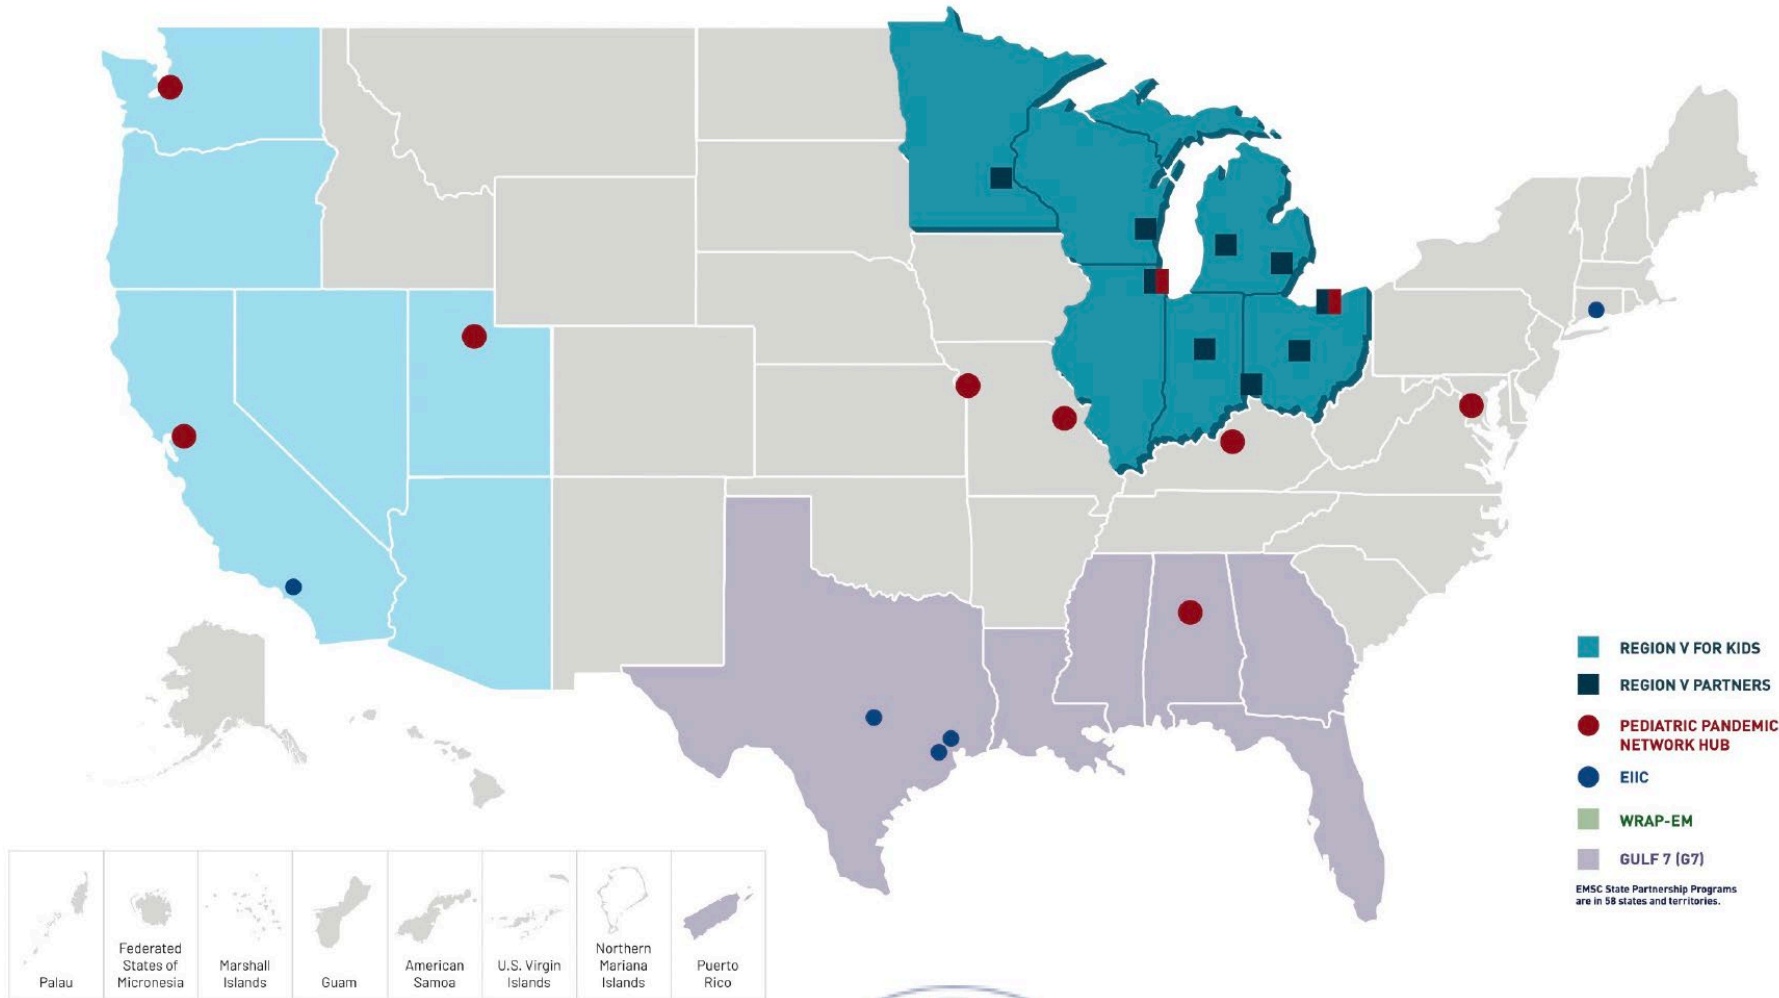 REGION V FOR KIDS
REGION V PARTNERS
PEDIATRIC PANDEMIC
NETWORK HUB
EIIC
WRAP-EM
GULF 7 (G7)
EMSC State Partnership Programs
are in 58 states and territories.
Palau
Federated
States of
Micronesia
Marshall
Islands
Guam
American
Samoa
U.S. Virgin
Islands
Northern
Mariana
Islands
Puerto
Rico